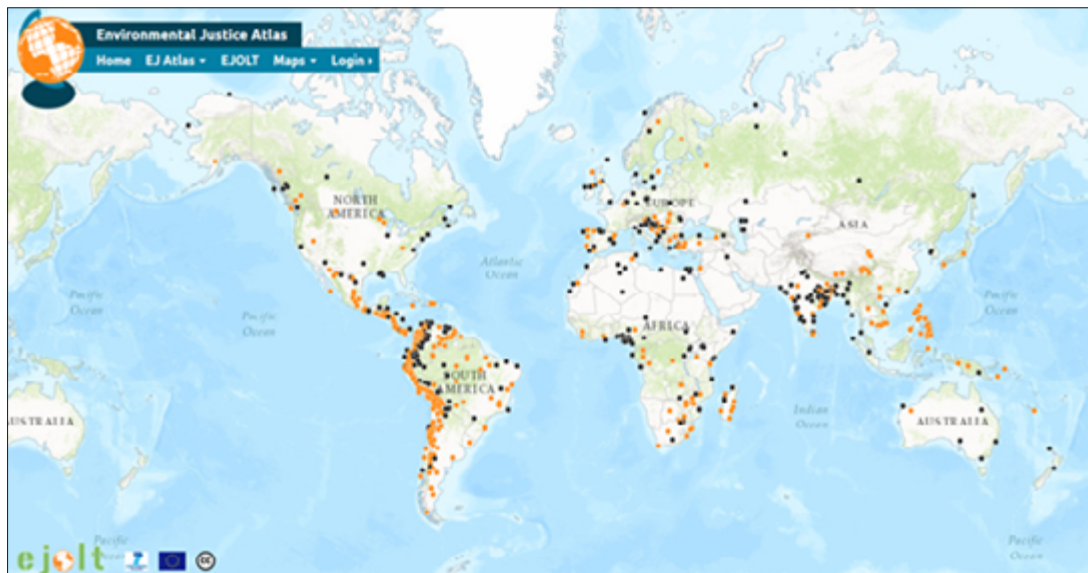 Environmental Justice Atlas
Home EJ Atlas EJOLT Maps Login
NORTH
AMERICA
EUROPE
ASIA
Atlantic
Ocean
Pacific
Ocean
Pacific
Ocean
AFRICA
SOUTH
AMERICA
Indian
Ocean
AUSTRALIA
AUSTRALIA
Pacific
Ocean
Pacific
Ocean
ejolt
cc